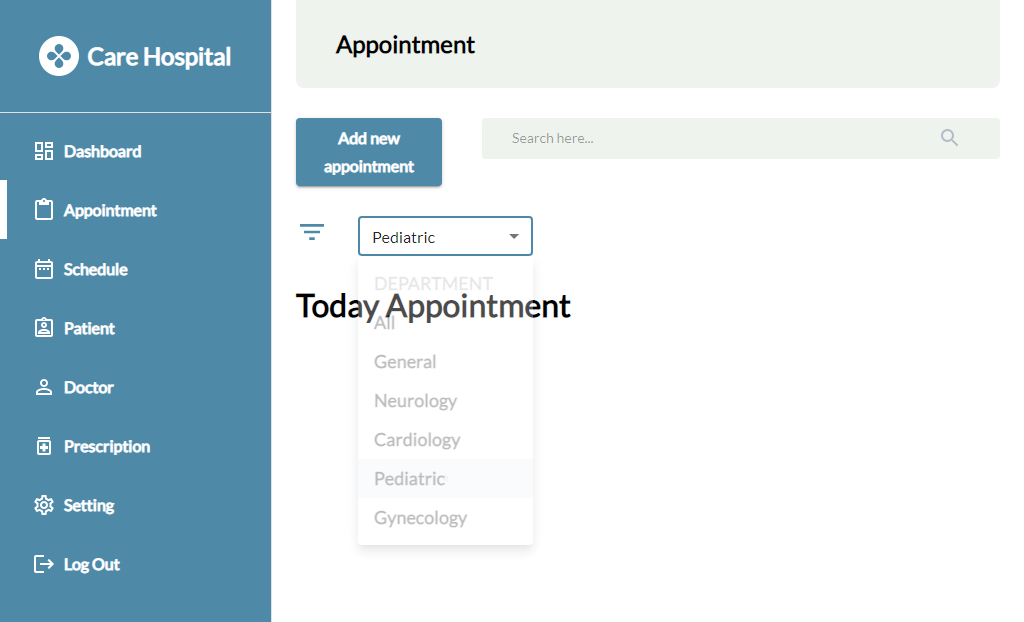 Care Hospital
Dashboard
Appointment
Schedule
Patient
Doctor
Prescription
Setting
Log Out
Appointment
Add new
appointment
Search here...
Pediatric
DEPARTMENT
Today Appointment
All
General
Neurology
Cardiology
Pediatric
Gynecology